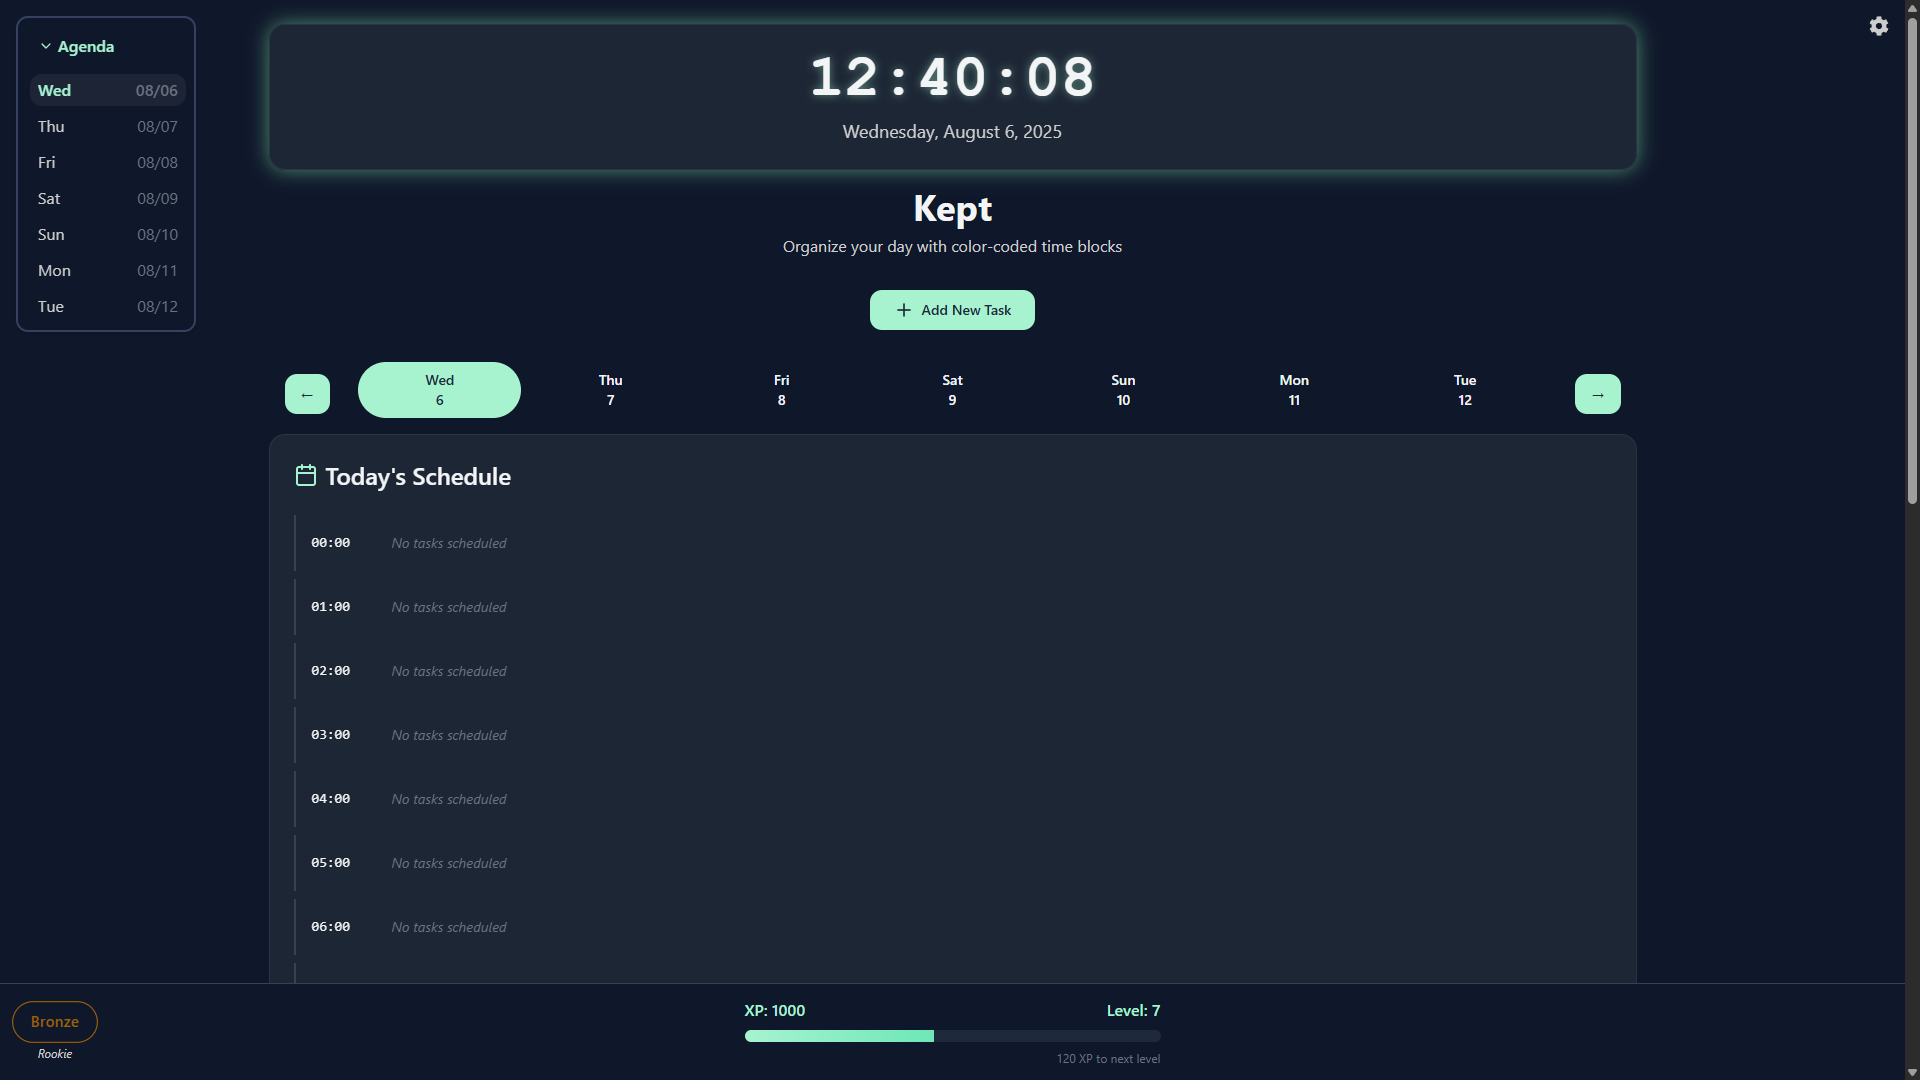 Agenda
Wed 08/06
Thu 08/07
Fri 08/08
Sat 08/09
Sun 08/10
Mon 08/11
Tue 08/12
12:40:08
Wednesday, August 6, 2025
Kept
Organize your day with color-coded time blocks
+ Add New Task
←
Wed
6
Thu
7
Fri
8
Sat
9
Sun
10
Mon
11
Tue
12
→
Today's Schedule
00:00 No tasks scheduled
01:00 No tasks scheduled
02:00 No tasks scheduled
03:00 No tasks scheduled
04:00 No tasks scheduled
05:00 No tasks scheduled
06:00 No tasks scheduled
Bronze
Rookie
XP: 1000 Level: 7
120 XP to next level